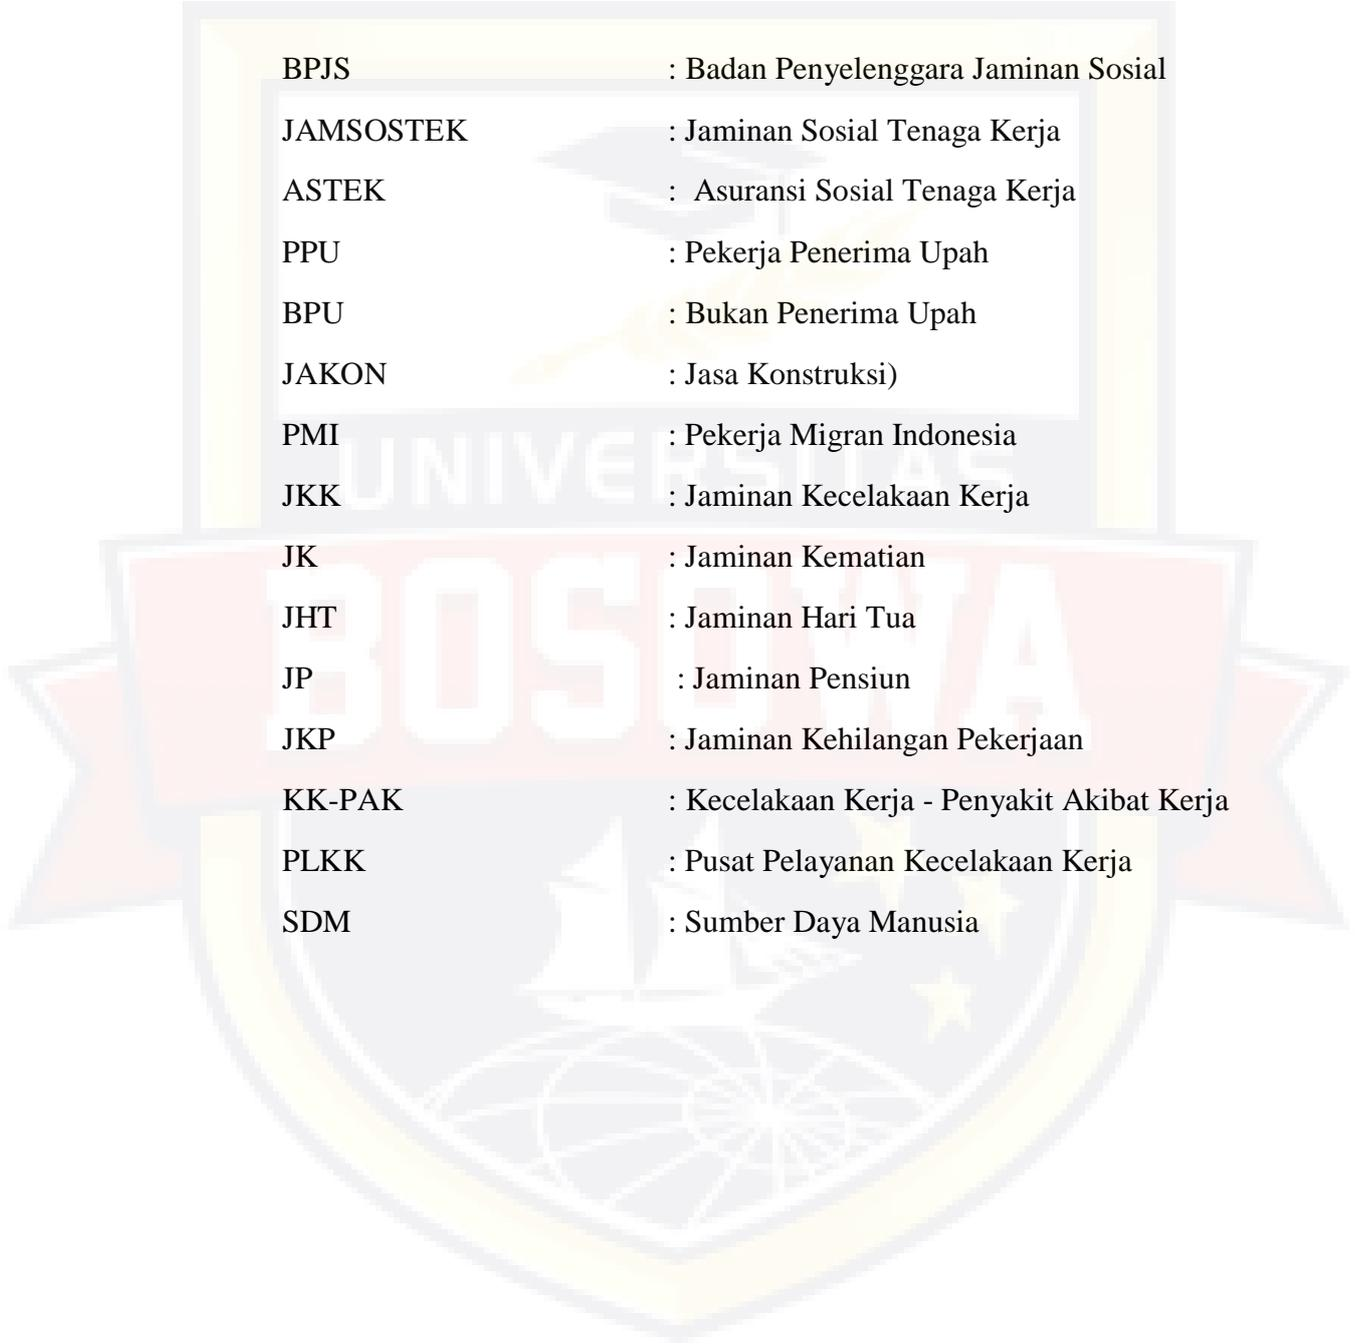 BPJS : Badan Penyelenggara Jaminan Sosial
JAMSOSTEK : Jaminan Sosial Tenaga Kerja
ASTEK : Asuransi Sosial Tenaga Kerja
PPU : Pekerja Penerima Upah
BPU : Bukan Penerima Upah
JAKON : Jasa Konstruksi)
PMI : Pekerja Migran Indonesia
UNIVERSITAS
JKK : Jaminan Kecelakaan Kerja
JK : Jaminan Kematian
JHT : Jaminan Hari Tua
BOSOWA
JP : Jaminan Pensiun
JKP : Jaminan Kehilangan Pekerjaan
KK-PAK : Kecelakaan Kerja - Penyakit Akibat Kerja
PLKK : Pusat Pelayanan Kecelakaan Kerja
SDM : Sumber Daya Manusia